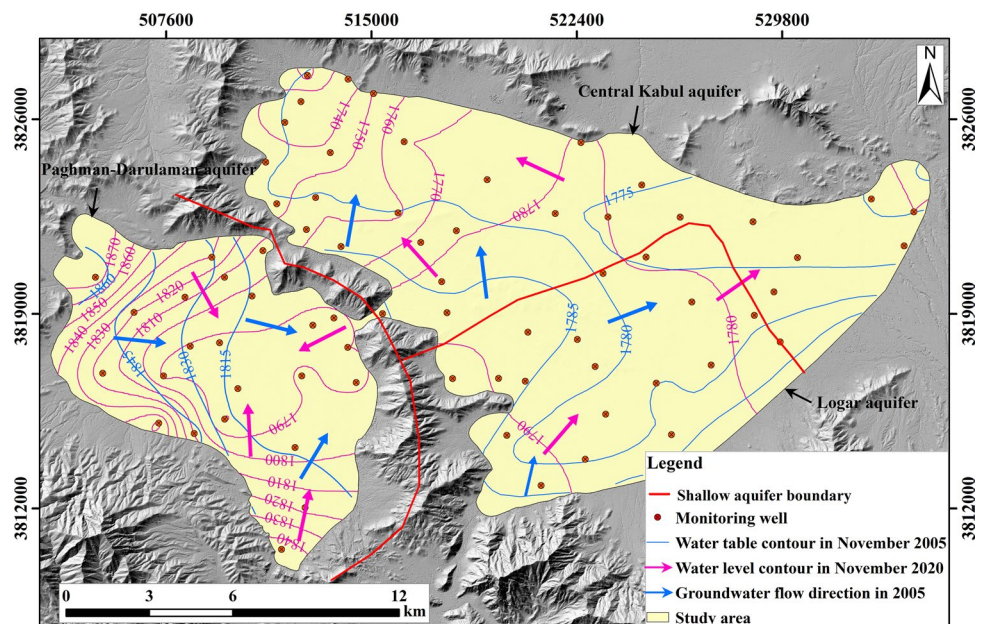 507600
515000
522400
529800
3826000
3819000
3812000
3826000
3819000
3812000
N
Central Kabul aquifer
Paghman-Darulaman aquifer
Logar aquifer
1740
1750
1760
1770
1780
1775
1785
1780
1780
1790
1870
1860
1860
1850
1840
1830
1820
1810
1845
1815
1790
1800
1810
1820
1830
1840
Legend
Shallow aquifer boundary
Monitoring well
Water table contour in November 2005
Water level contour in November 2020
Groundwater flow direction in 2005
Study area
0 3 6 12
km